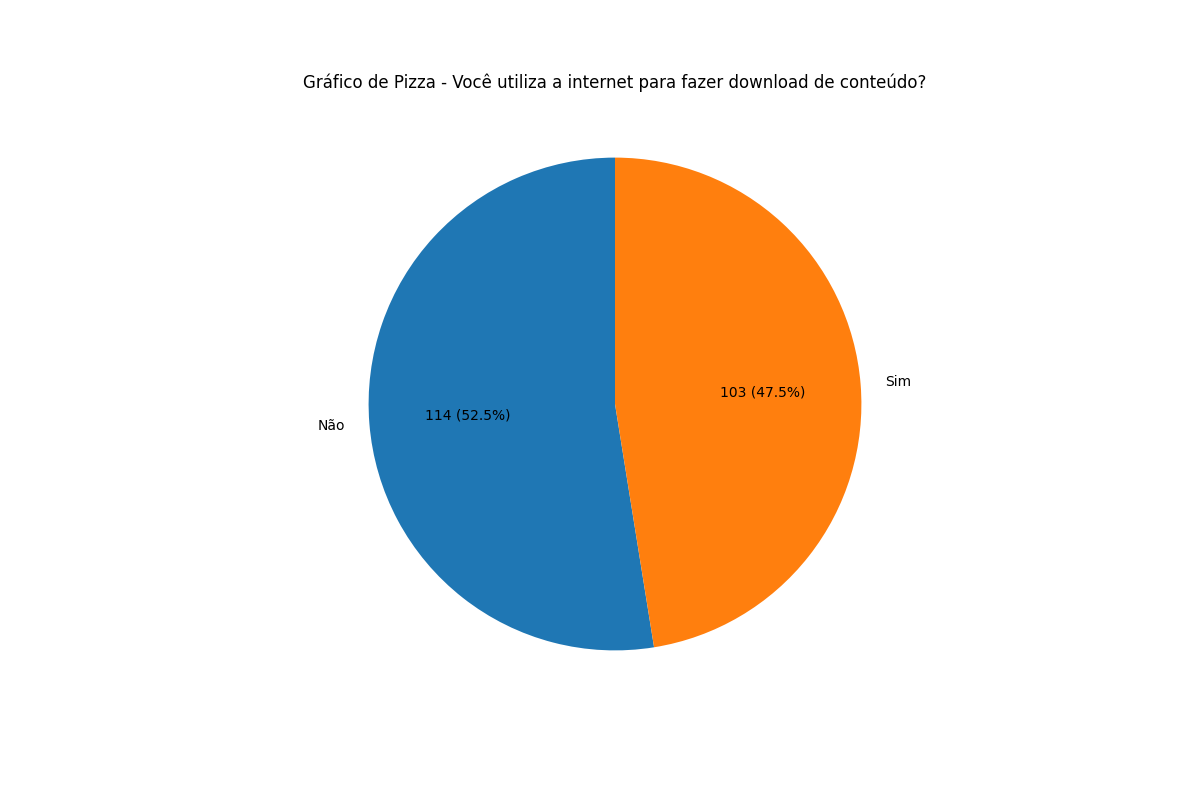 Gráfico de Pizza - Você utiliza a internet para fazer download de conteúdo?
Sim
103 (47.5%)
114 (52.5%)
Não